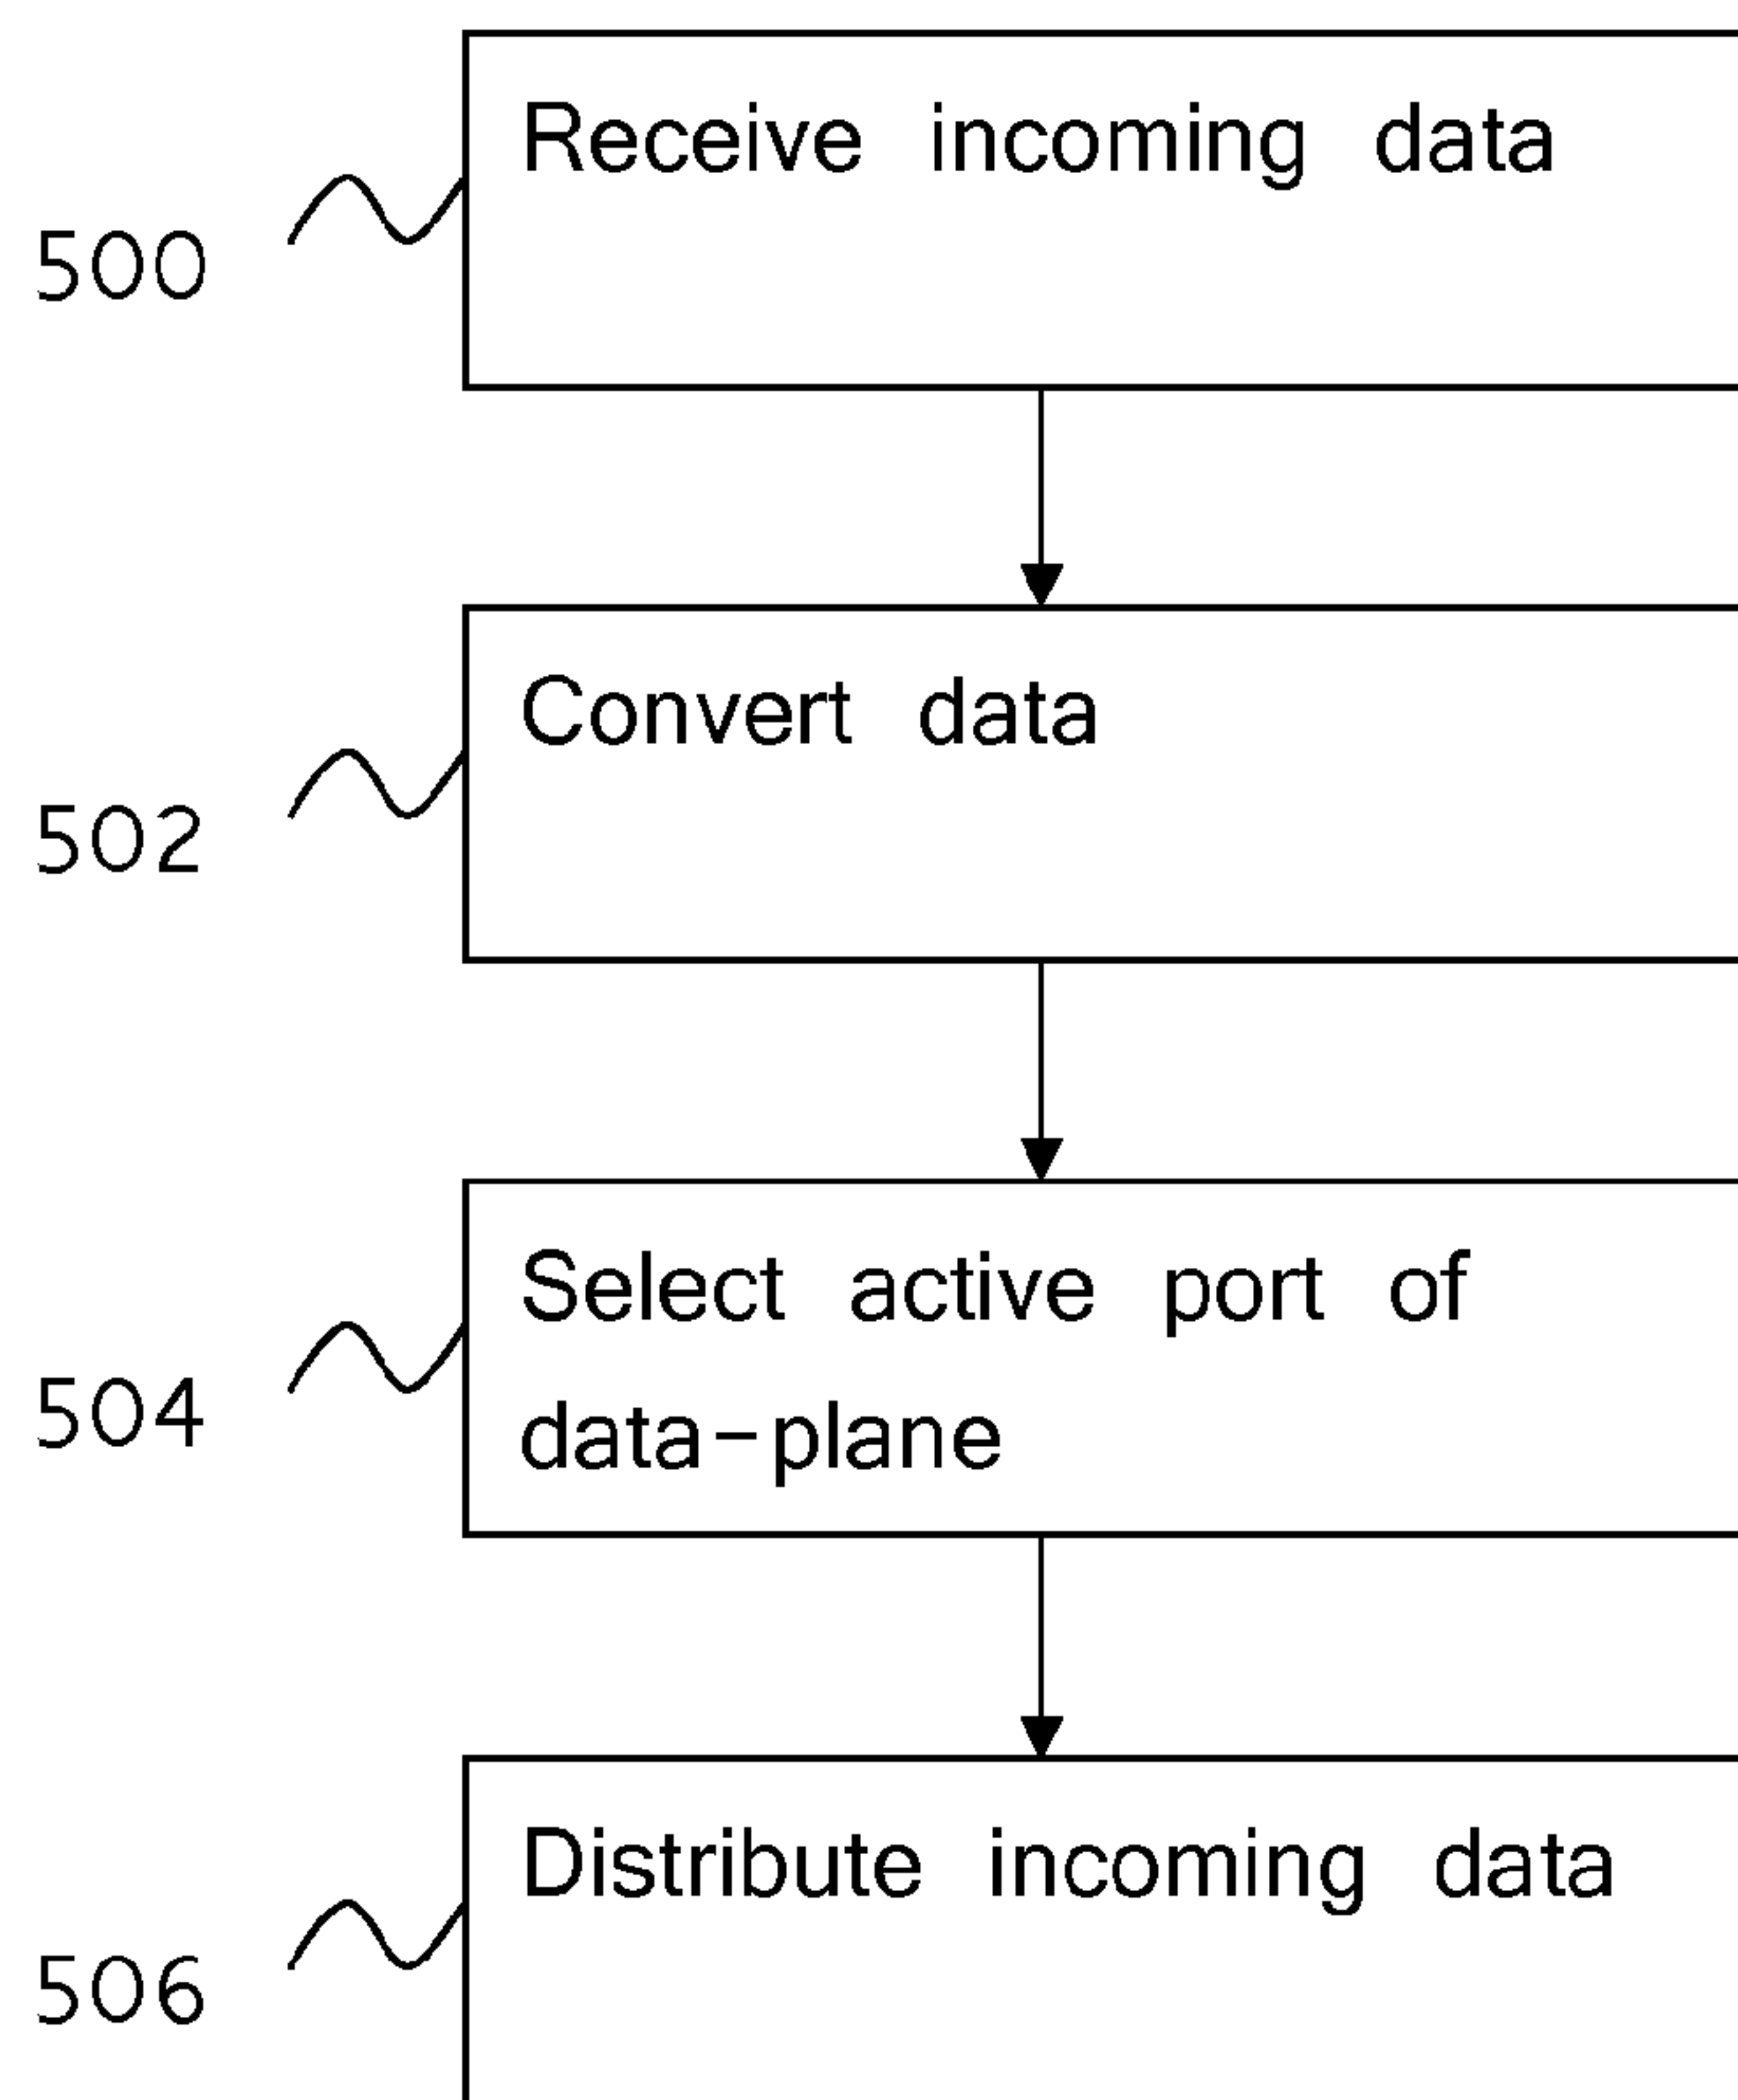 Receive incoming data
500
Convert data
502
Select active port of
data-plane
504
Distribute incoming data
506